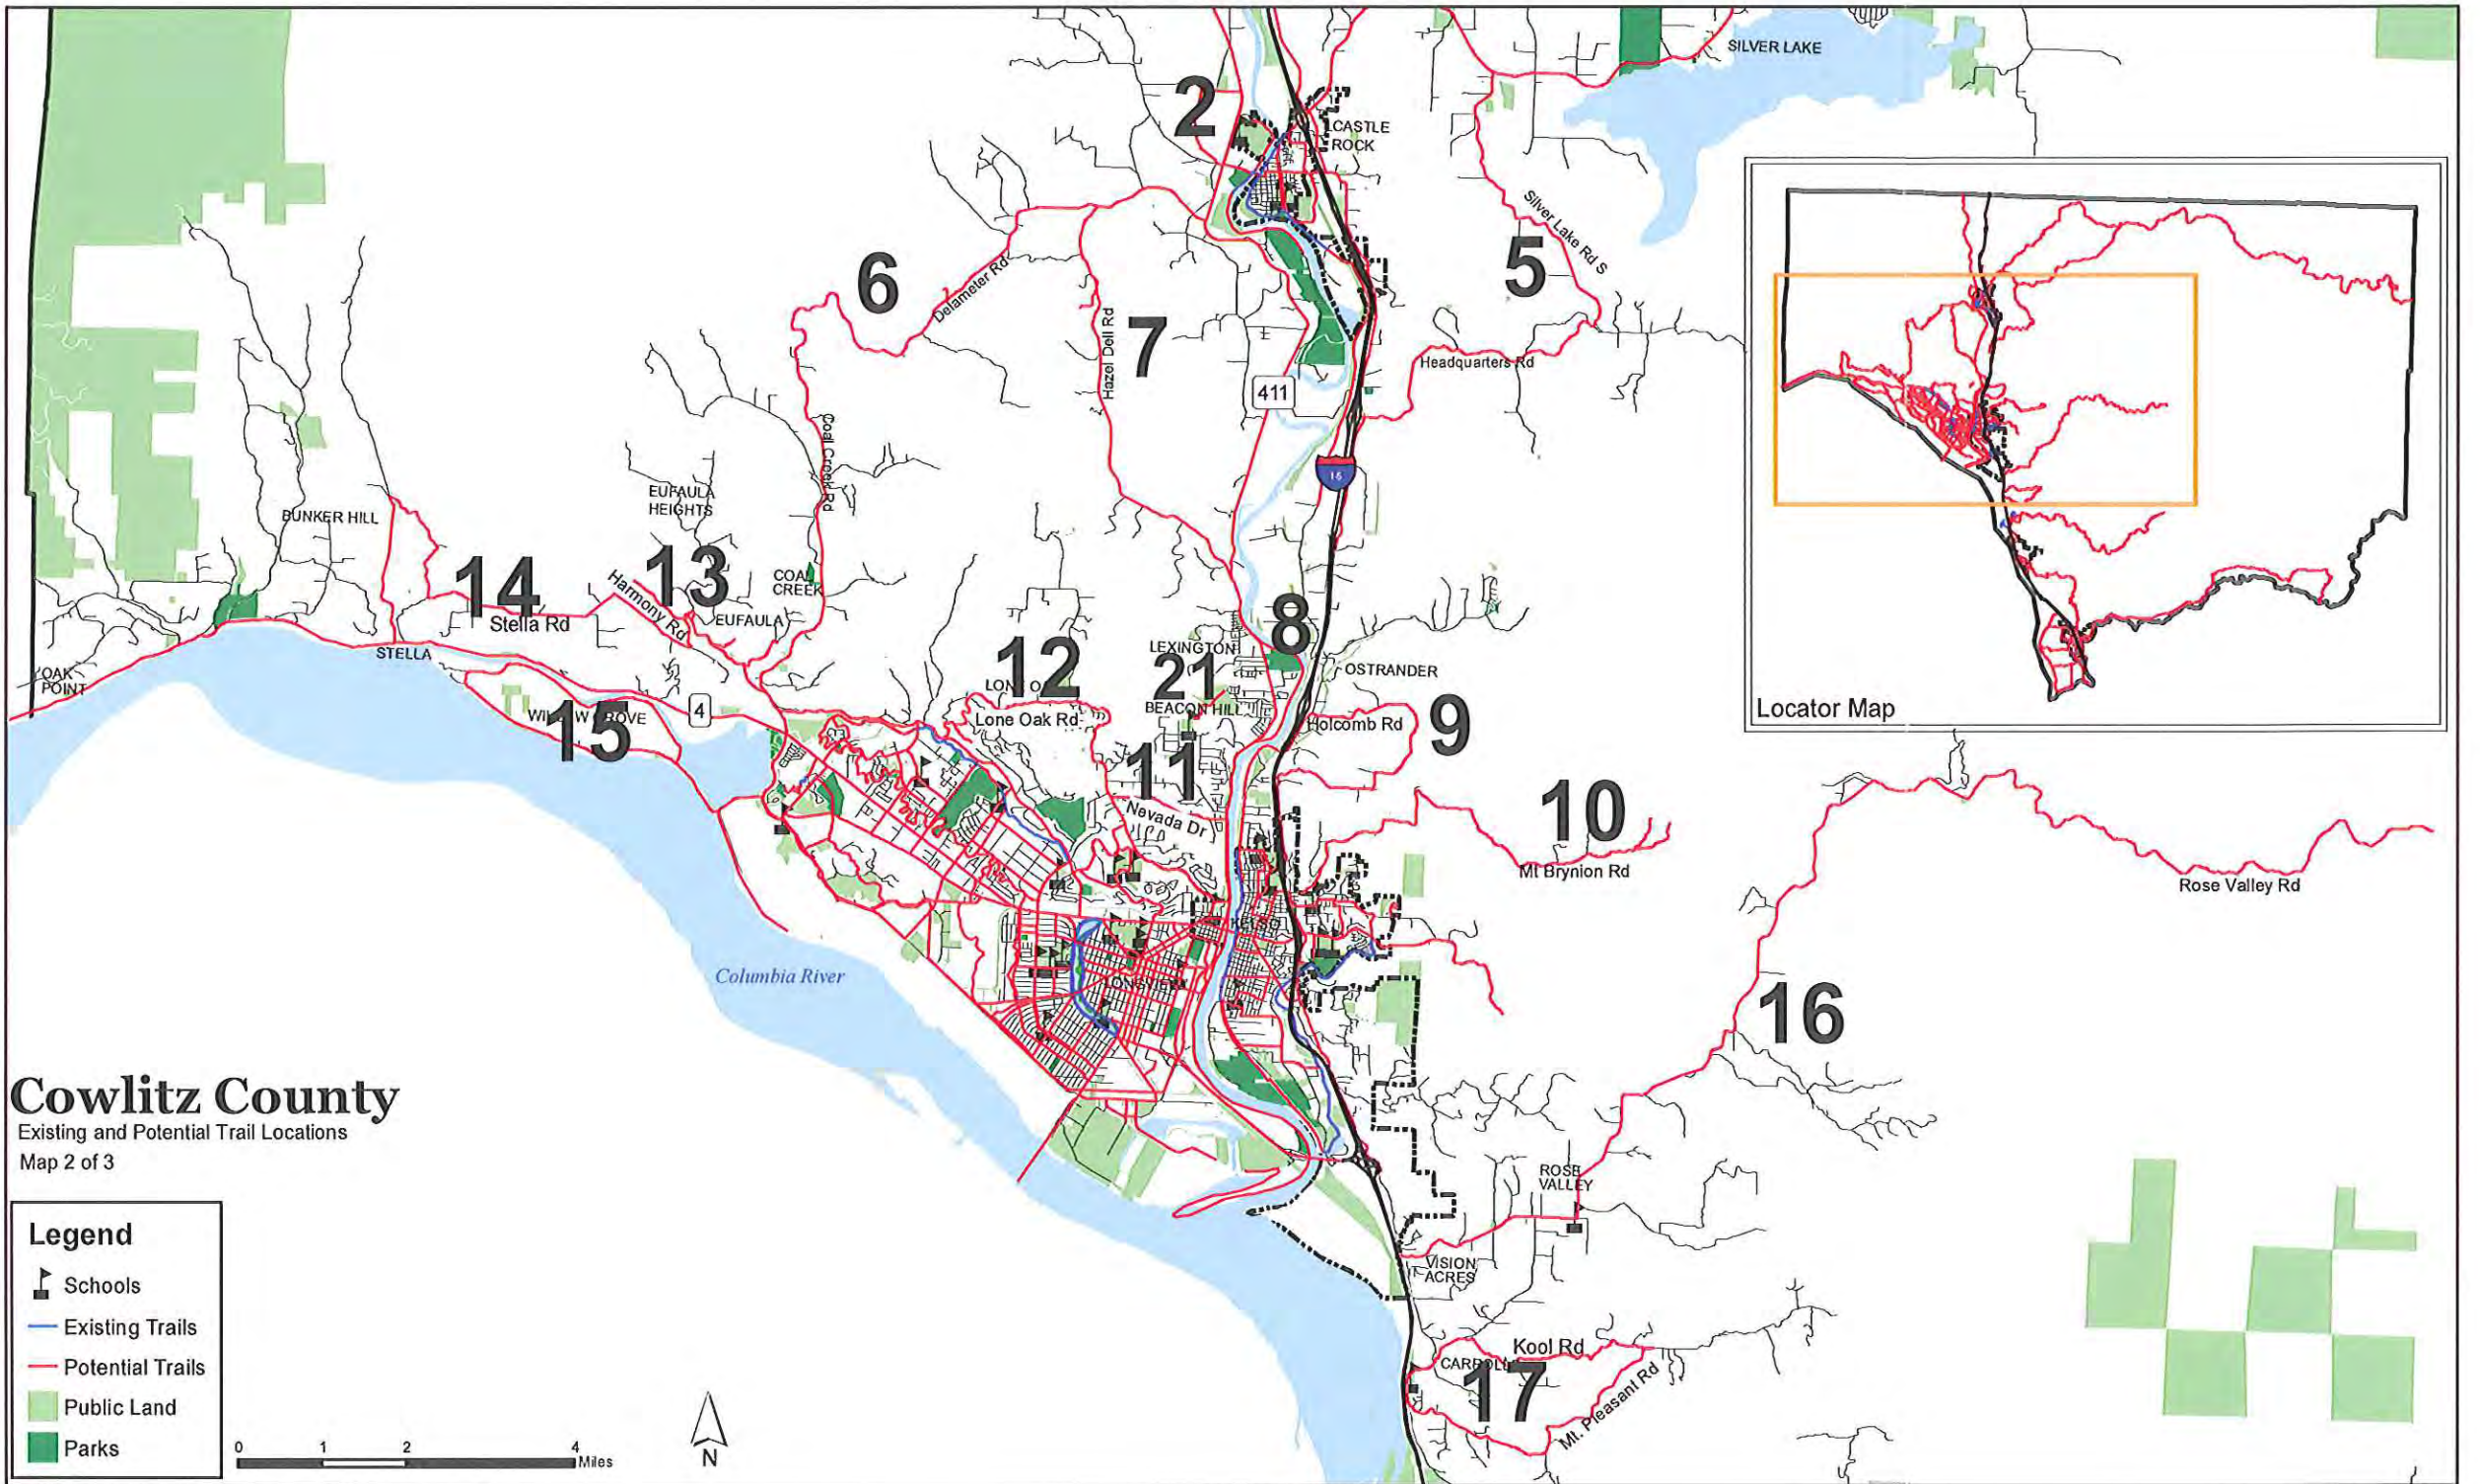 SILVER LAKE
2
CASTLE
ROCK
Silver Lake Rd S
5
6
Delameter Rd
Hazel Dell Rd
7
Headquarters Rd
411
Coal Creek Rd
EUFAULA
HEIGHTS
BUNKER HILL
14
Stella Rd
13
Harmony Rd
COAL
CREEK
EUFAULA
8
STELLA
OAK
POINT
12
Lone Oak Rd
LEXINGTON
21
BEACON HILL
OSTRANDER
Holcomb Rd
9
4
WILLOW GROVE
15
11
Nevada Dr
10
Mt Brynion Rd
Rose Valley Rd
KELSO
LONGVIEW
Columbia River
16
ROSE
VALLEY
VISION
ACRES
Kool Rd
17
Mt. Pleasant Rd
Locator Map
Cowlitz County
Existing and Potential Trail Locations
Map 2 of 3
Legend
Schools
Existing Trails
Potential Trails
Public Land
Parks
0 1 2 4
Miles
N